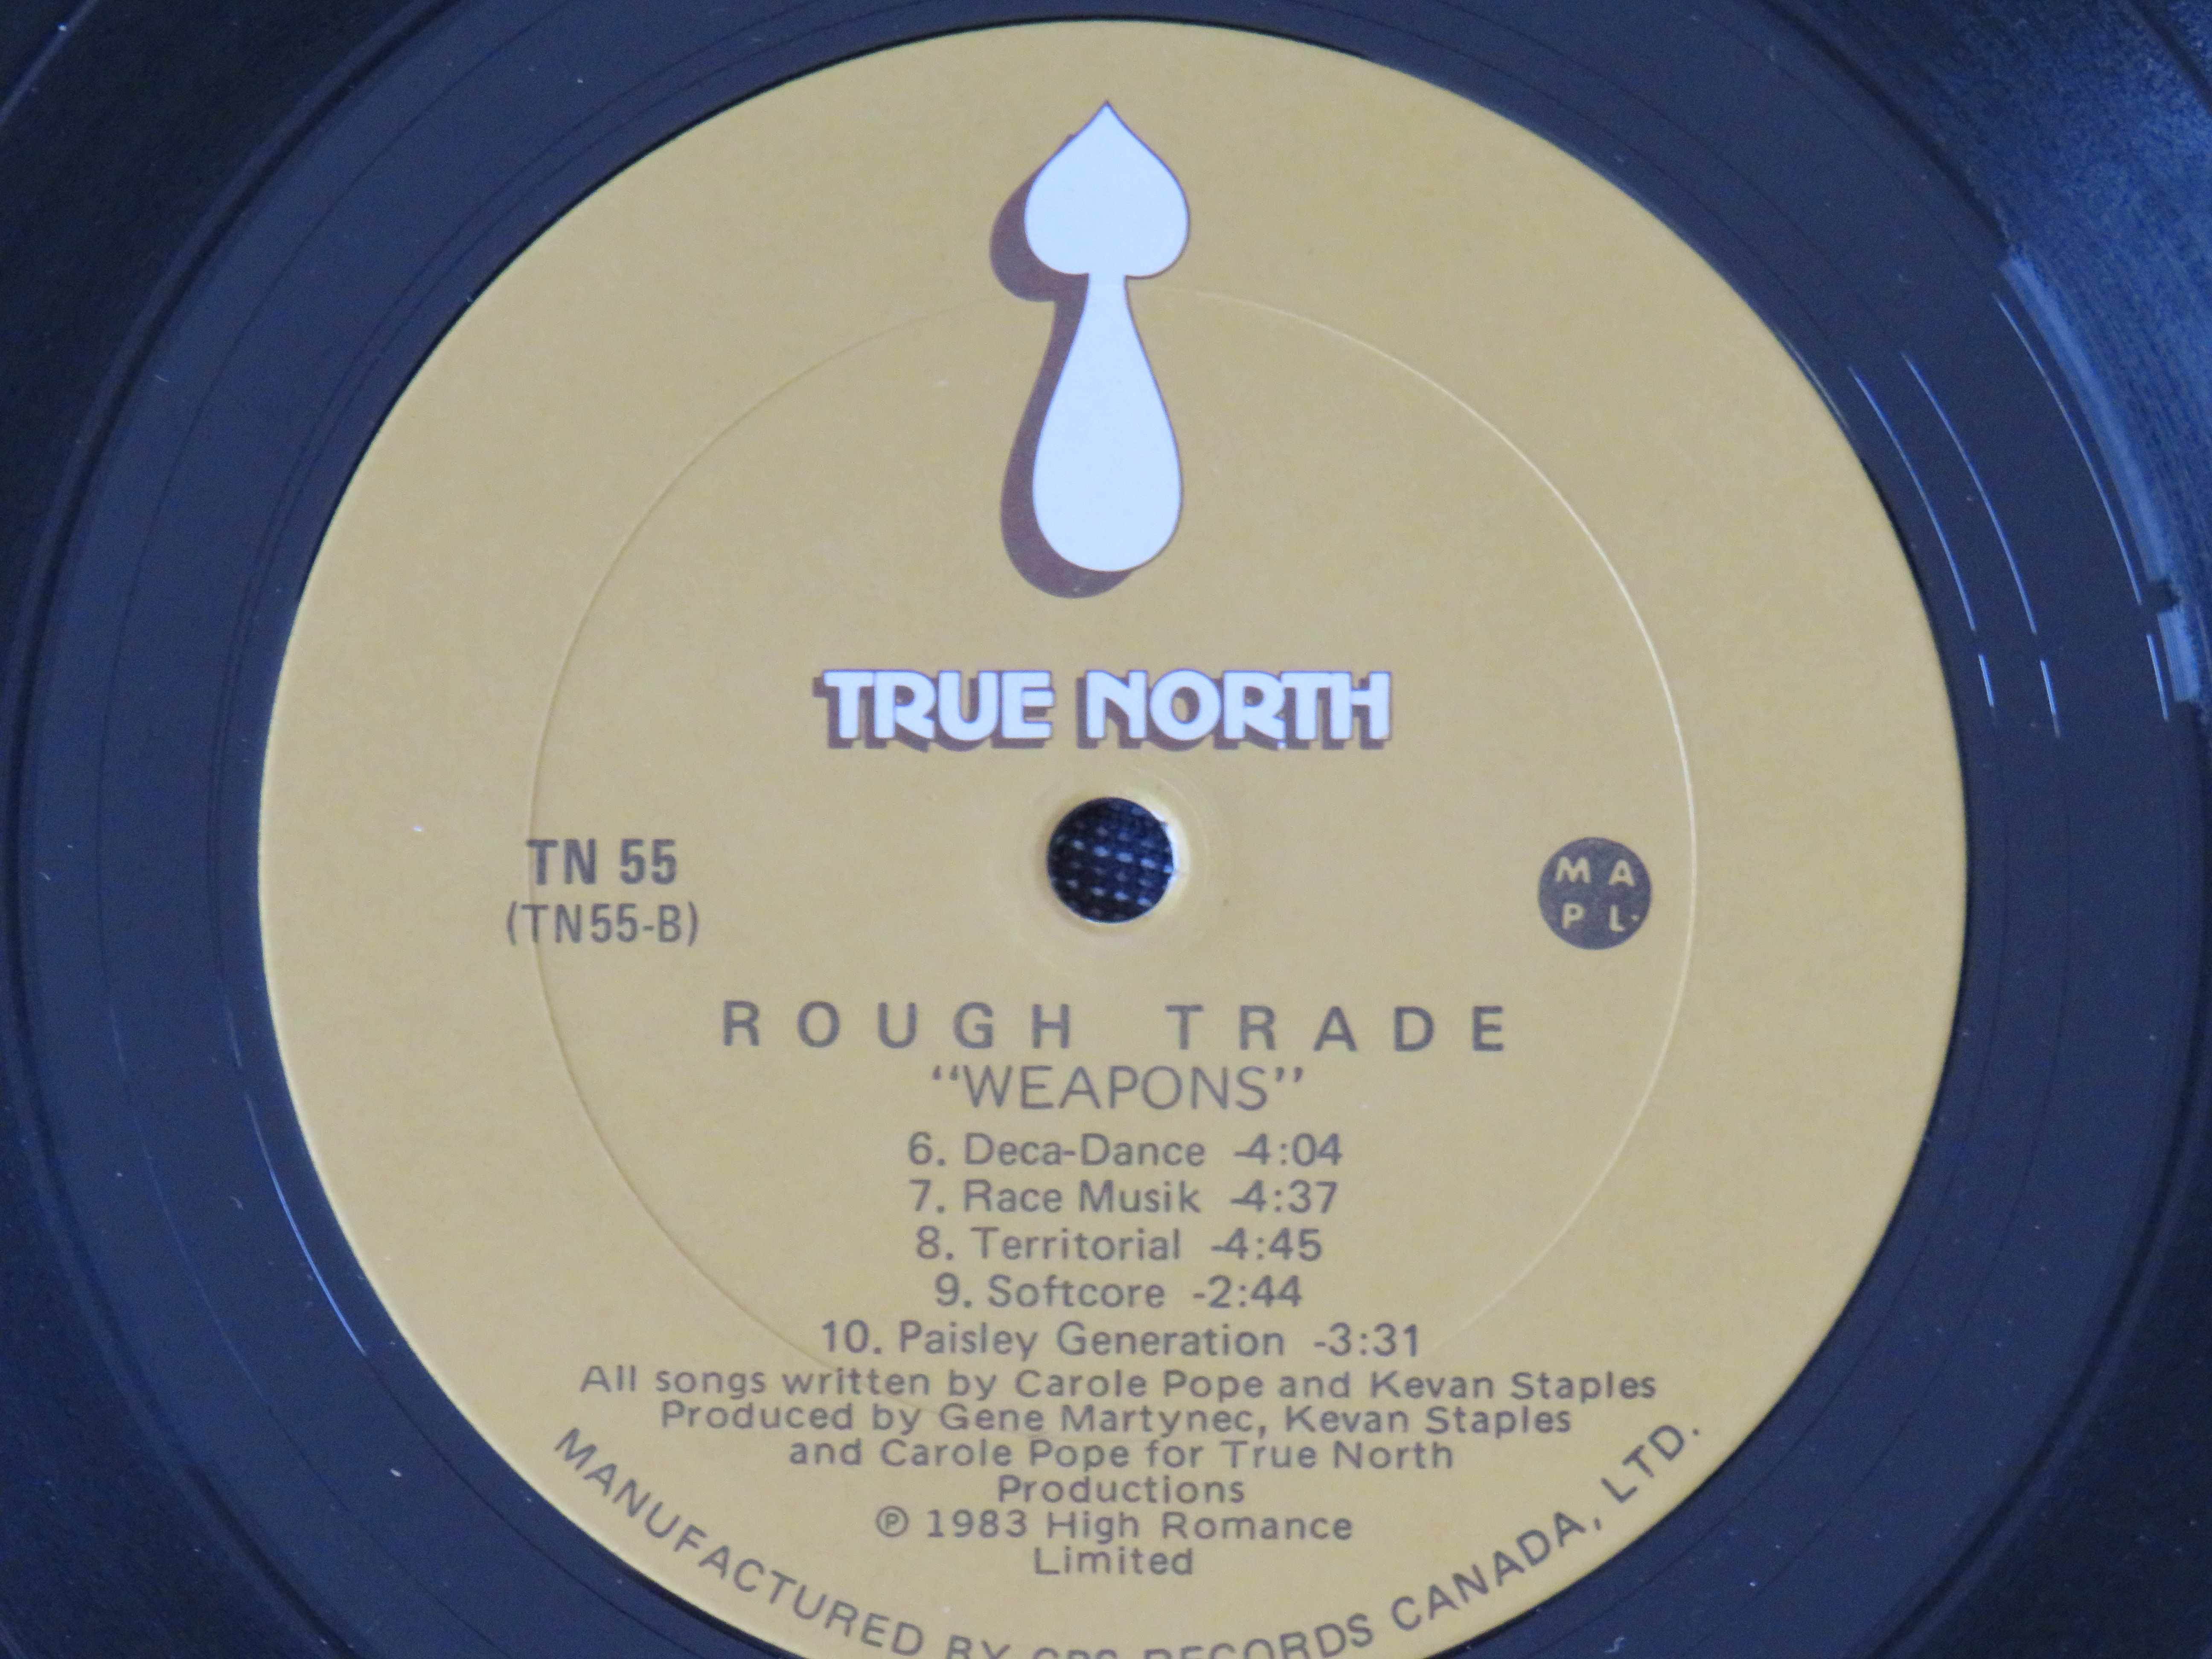 TRUE NORTH
TN 55
(TN55-B)
M A
P L
ROUGH TRADE
“WEAPONS”
6. Deca-Dance -4:04
7. Race Musik -4:37
8. Territorial -4:45
9. Softcore -2:44
10. Paisley Generation -3:31
All songs written by Carole Pope and Kevan Staples
Produced by Gene Martynec, Kevan Staples
and Carole Pope for True North
Productions
℗ 1983 High Romance
Limited
MANUFACTURED BY CBS RECORDS CANADA, LTD.